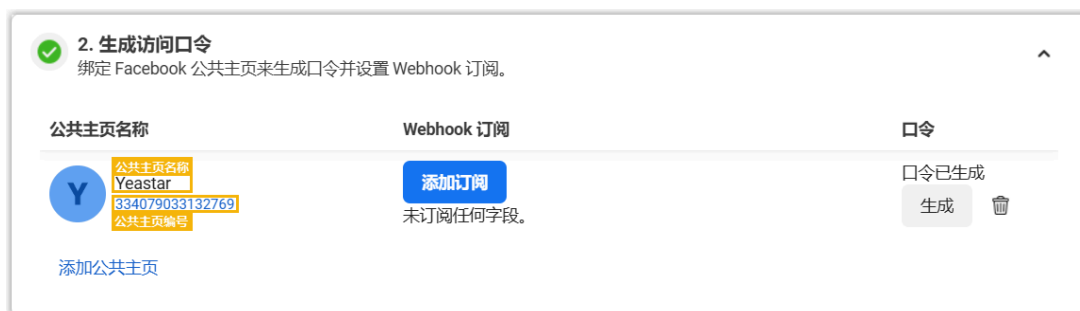 2. 生成访问口令
绑定 Facebook 公共主页来生成口令并设置 Webhook 订阅。
公共主页名称
Webhook 订阅
口令
Y
公共主页名称
Yeastar
334079033132769
公共主页编号
添加订阅
未订阅任何字段。
口令已生成
生成
添加公共主页